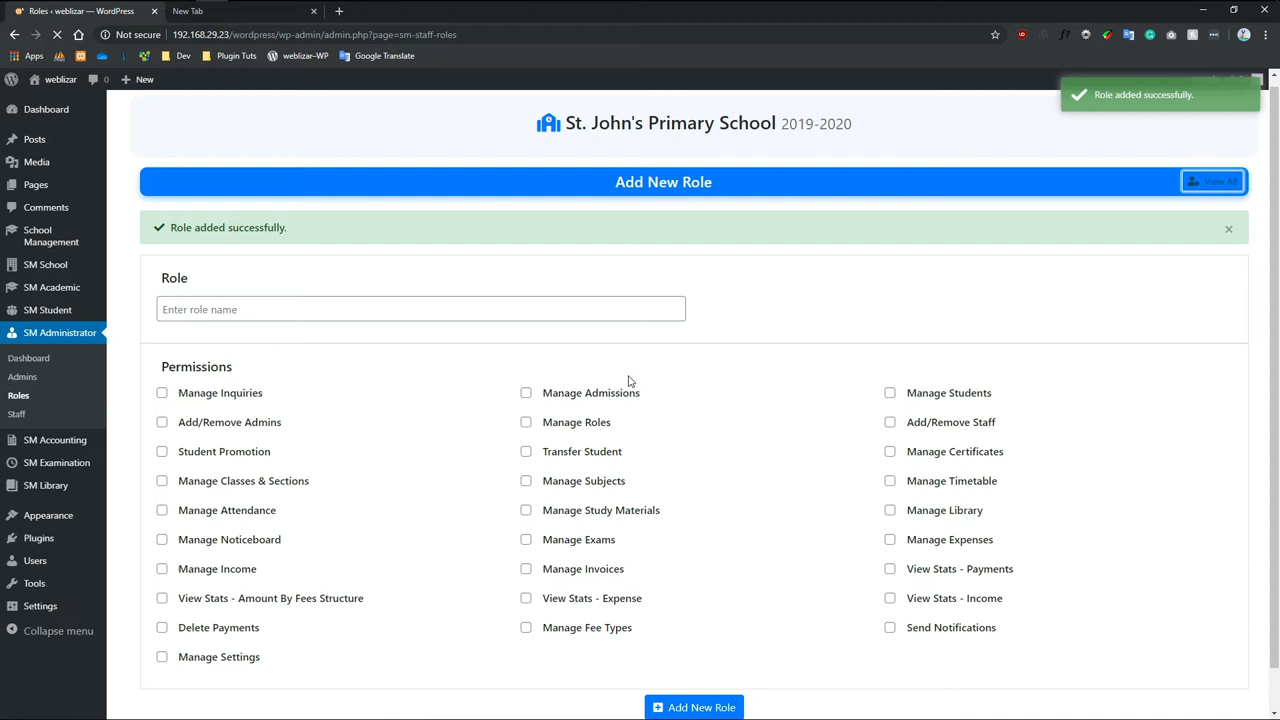 Roles ‹ weblizar — WordPress
New Tab
Not secure 192.168.29.23/wordpress/wp-admin/admin.php?page=sm-staff-roles
Apps Dev Plugin Tuts weblizar-WP Google Translate
weblizar 0 New
Role added successfully.
Dashboard
Posts
Media
Pages
Comments
School Management
SM School
SM Academic
SM Student
SM Administrator
Dashboard
Admins
Roles
Staff
SM Accounting
SM Examination
SM Library
Appearance
Plugins
Users
Tools
Settings
Collapse menu
St. John's Primary School 2019-2020
Add New Role
View All
Role added successfully.
Role
Enter role name
Permissions
Manage Inquiries Manage Admissions Manage Students
Add/Remove Admins Manage Roles Add/Remove Staff
Student Promotion Transfer Student Manage Certificates
Manage Classes & Sections Manage Subjects Manage Timetable
Manage Attendance Manage Study Materials Manage Library
Manage Noticeboard Manage Exams Manage Expenses
Manage Income Manage Invoices View Stats - Payments
View Stats - Amount By Fees Structure View Stats - Expense View Stats - Income
Delete Payments Manage Fee Types Send Notifications
Manage Settings
Add New Role